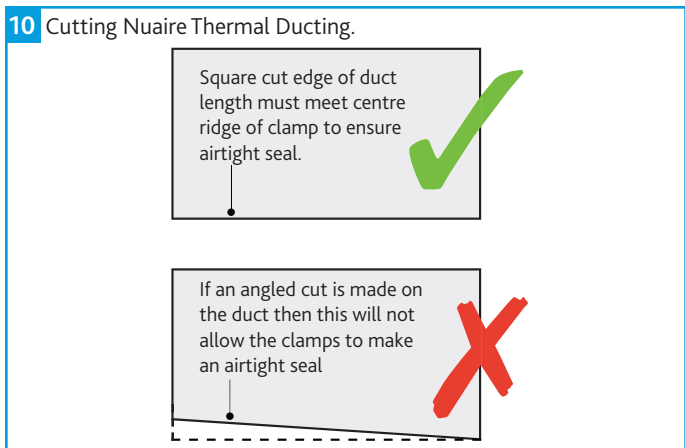 10 Cutting Nuaire Thermal Ducting.
Square cut edge of duct
length must meet centre
ridge of clamp to ensure
airtight seal.
If an angled cut is made on
the duct then this will not
allow the clamps to make
an airtight seal